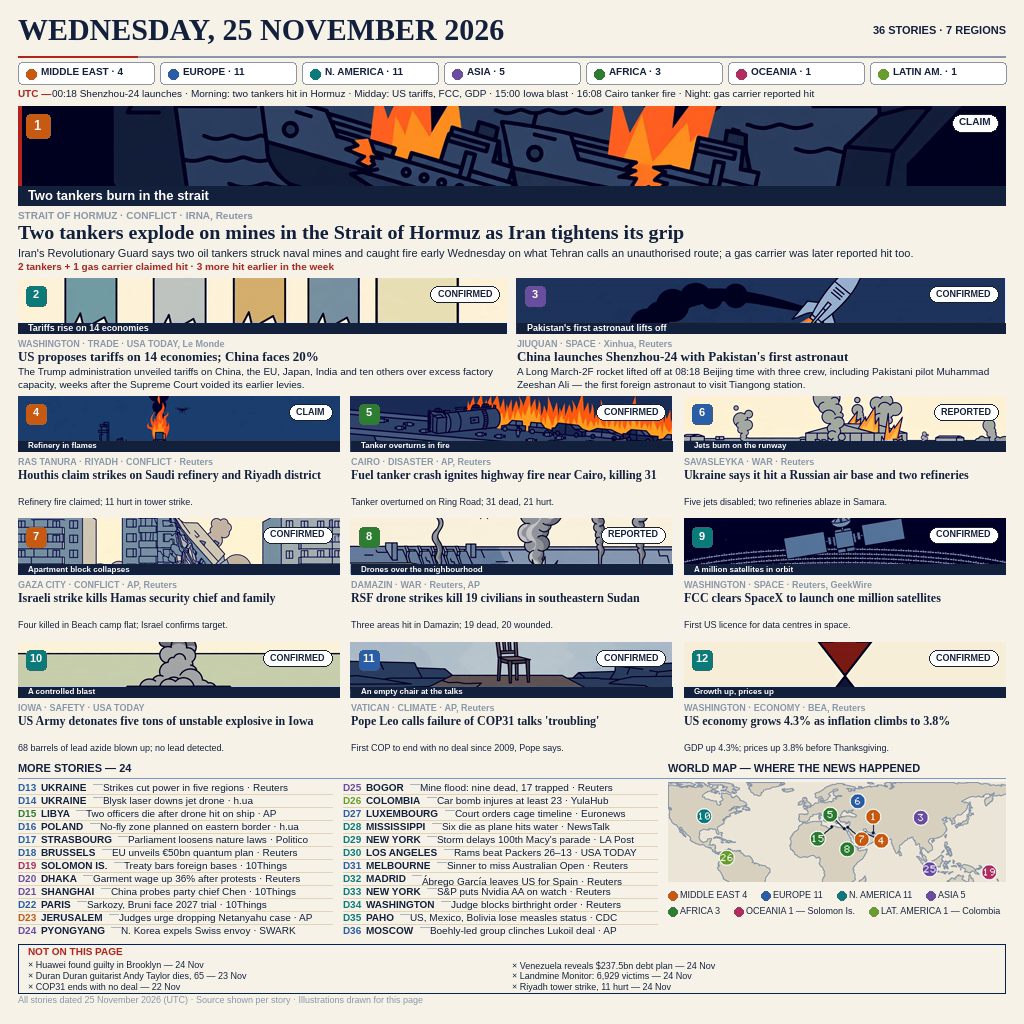 WEDNESDAY, 25 NOVEMBER 2026
36 STORIES · 7 REGIONS
MIDDLE EAST · 4
EUROPE · 11
N. AMERICA · 11
ASIA · 5
AFRICA · 3
OCEANIA · 1
LATIN AM. · 1
UTC —00:18 Shenzhou-24 launches · Morning: two tankers hit in Hormuz · Midday: US tariffs, FCC, GDP · 15:00 Iowa blast · 16:08 Cairo tanker fire · Night: gas carrier reported hit
1
CLAIM
Two tankers burn in the strait
STRAIT OF HORMUZ · CONFLICT · IRNA, Reuters
Two tankers explode on mines in the Strait of Hormuz as Iran tightens its grip
Iran's Revolutionary Guard says two oil tankers struck naval mines and caught fire early Wednesday on what Tehran calls an unauthorised route; a gas carrier was later reported hit too.
2 tankers + 1 gas carrier claimed hit · 3 more hit earlier in the week
2
CONFIRMED
Tariffs rise on 14 economies
WASHINGTON · TRADE · USA TODAY, Le Monde
US proposes tariffs on 14 economies; China faces 20%
The Trump administration unveiled tariffs on China, the EU, Japan, India and ten others over excess factory
capacity, weeks after the Supreme Court voided its earlier levies.
3
CONFIRMED
Pakistan's first astronaut lifts off
JIUQUAN · SPACE · Xinhua, Reuters
China launches Shenzhou-24 with Pakistan's first astronaut
A Long March-2F rocket lifted off at 08:18 Beijing time with three crew, including Pakistani pilot Muhammad
Zeeshan Ali — the first foreign astronaut to visit Tiangong station.
4
CLAIM
Refinery in flames
RAS TANURA · RIYADH · CONFLICT · Reuters
Houthis claim strikes on Saudi refinery and Riyadh district
Refinery fire claimed; 11 hurt in tower strike.
5
CONFIRMED
Tanker overturns in fire
CAIRO · DISASTER · AP, Reuters
Fuel tanker crash ignites highway fire near Cairo, killing 31
Tanker overturned on Ring Road; 31 dead, 21 hurt.
6
REPORTED
Jets burn on the runway
SAVASLEYKA · WAR · Reuters
Ukraine says it hit a Russian air base and two refineries
Five jets disabled; two refineries ablaze in Samara.
7
CONFIRMED
Apartment block collapses
GAZA CITY · CONFLICT · AP, Reuters
Israeli strike kills Hamas security chief and family
Four killed in Beach camp flat; Israel confirms target.
8
REPORTED
Drones over the neighbourhood
DAMAZIN · WAR · Reuters, AP
RSF drone strikes kill 19 civilians in southeastern Sudan
Three areas hit in Damazin; 19 dead, 20 wounded.
9
CONFIRMED
A million satellites in orbit
WASHINGTON · SPACE · Reuters, GeekWire
FCC clears SpaceX to launch one million satellites
First US licence for data centres in space.
10
CONFIRMED
A controlled blast
IOWA · SAFETY · USA TODAY
US Army detonates five tons of unstable explosive in Iowa
68 barrels of lead azide blown up; no lead detected.
11
CONFIRMED
An empty chair at the talks
VATICAN · CLIMATE · AP, Reuters
Pope Leo calls failure of COP31 talks 'troubling'
First COP to end with no deal since 2009, Pope says.
12
CONFIRMED
Growth up, prices up
WASHINGTON · ECONOMY · BEA, Reuters
US economy grows 4.3% as inflation climbs to 3.8%
GDP up 4.3%; prices up 3.8% before Thanksgiving.
MORE STORIES — 24
D13 UKRAINE — Strikes cut power in five regions · Reuters
D14 UKRAINE — Blysk laser downs jet drone · h.ua
D15 LIBYA — Two officers die after drone hit on ship · AP
D16 POLAND — No-fly zone planned on eastern border · h.ua
D17 STRASBOURG — Parliament loosens nature laws · Politico
D18 BRUSSELS — EU unveils €50bn quantum plan · Reuters
D19 SOLOMON IS. — Treaty bars foreign bases · 10Things
D20 DHAKA — Garment wage up 36% after protests · Reuters
D21 SHANGHAI — China probes party chief Chen · 10Things
D22 PARIS — Sarkozy, Bruni face 2027 trial · 10Things
D23 JERUSALEM — Judges urge dropping Netanyahu case · AP
D24 PYONGYANG — N. Korea expels Swiss envoy · SWARK
D25 BOGOR — Mine flood: nine dead, 17 trapped · Reuters
D26 COLOMBIA — Car bomb injures at least 23 · YulaHub
D27 LUXEMBOURG — Court orders cage timeline · Euronews
D28 MISSISSIPPI — Six die as plane hits water · NewsTalk
D29 NEW YORK — Storm delays 100th Macy's parade · LA Post
D30 LOS ANGELES — Rams beat Packers 26–13 · USA TODAY
D31 MELBOURNE — Sinner to miss Australian Open · Reuters
D32 MADRID — Ábrego García leaves US for Spain · Reuters
D33 NEW YORK — S&P puts Nvidia AA on watch · Reuters
D34 WASHINGTON — Judge blocks birthright order · Reuters
D35 PAHO — US, Mexico, Bolivia lose measles status · CDC
D36 MOSCOW — Boehly-led group clinches Lukoil deal · AP
WORLD MAP — WHERE THE NEWS HAPPENED
10
6
5
1
3
15
7
4
8
26
25
19
MIDDLE EAST 4
EUROPE 11
N. AMERICA 11
ASIA 5
AFRICA 3
OCEANIA 1 — Solomon Is.
LAT. AMERICA 1 — Colombia
NOT ON THIS PAGE
× Huawei found guilty in Brooklyn — 24 Nov
× Duran Duran guitarist Andy Taylor dies, 65 — 23 Nov
× COP31 ends with no deal — 22 Nov
× Venezuela reveals $237.5bn debt plan — 24 Nov
× Landmine Monitor: 6,929 victims — 24 Nov
× Riyadh tower strike, 11 hurt — 24 Nov
All stories dated 25 November 2026 (UTC) · Source shown per story · Illustrations drawn for this page